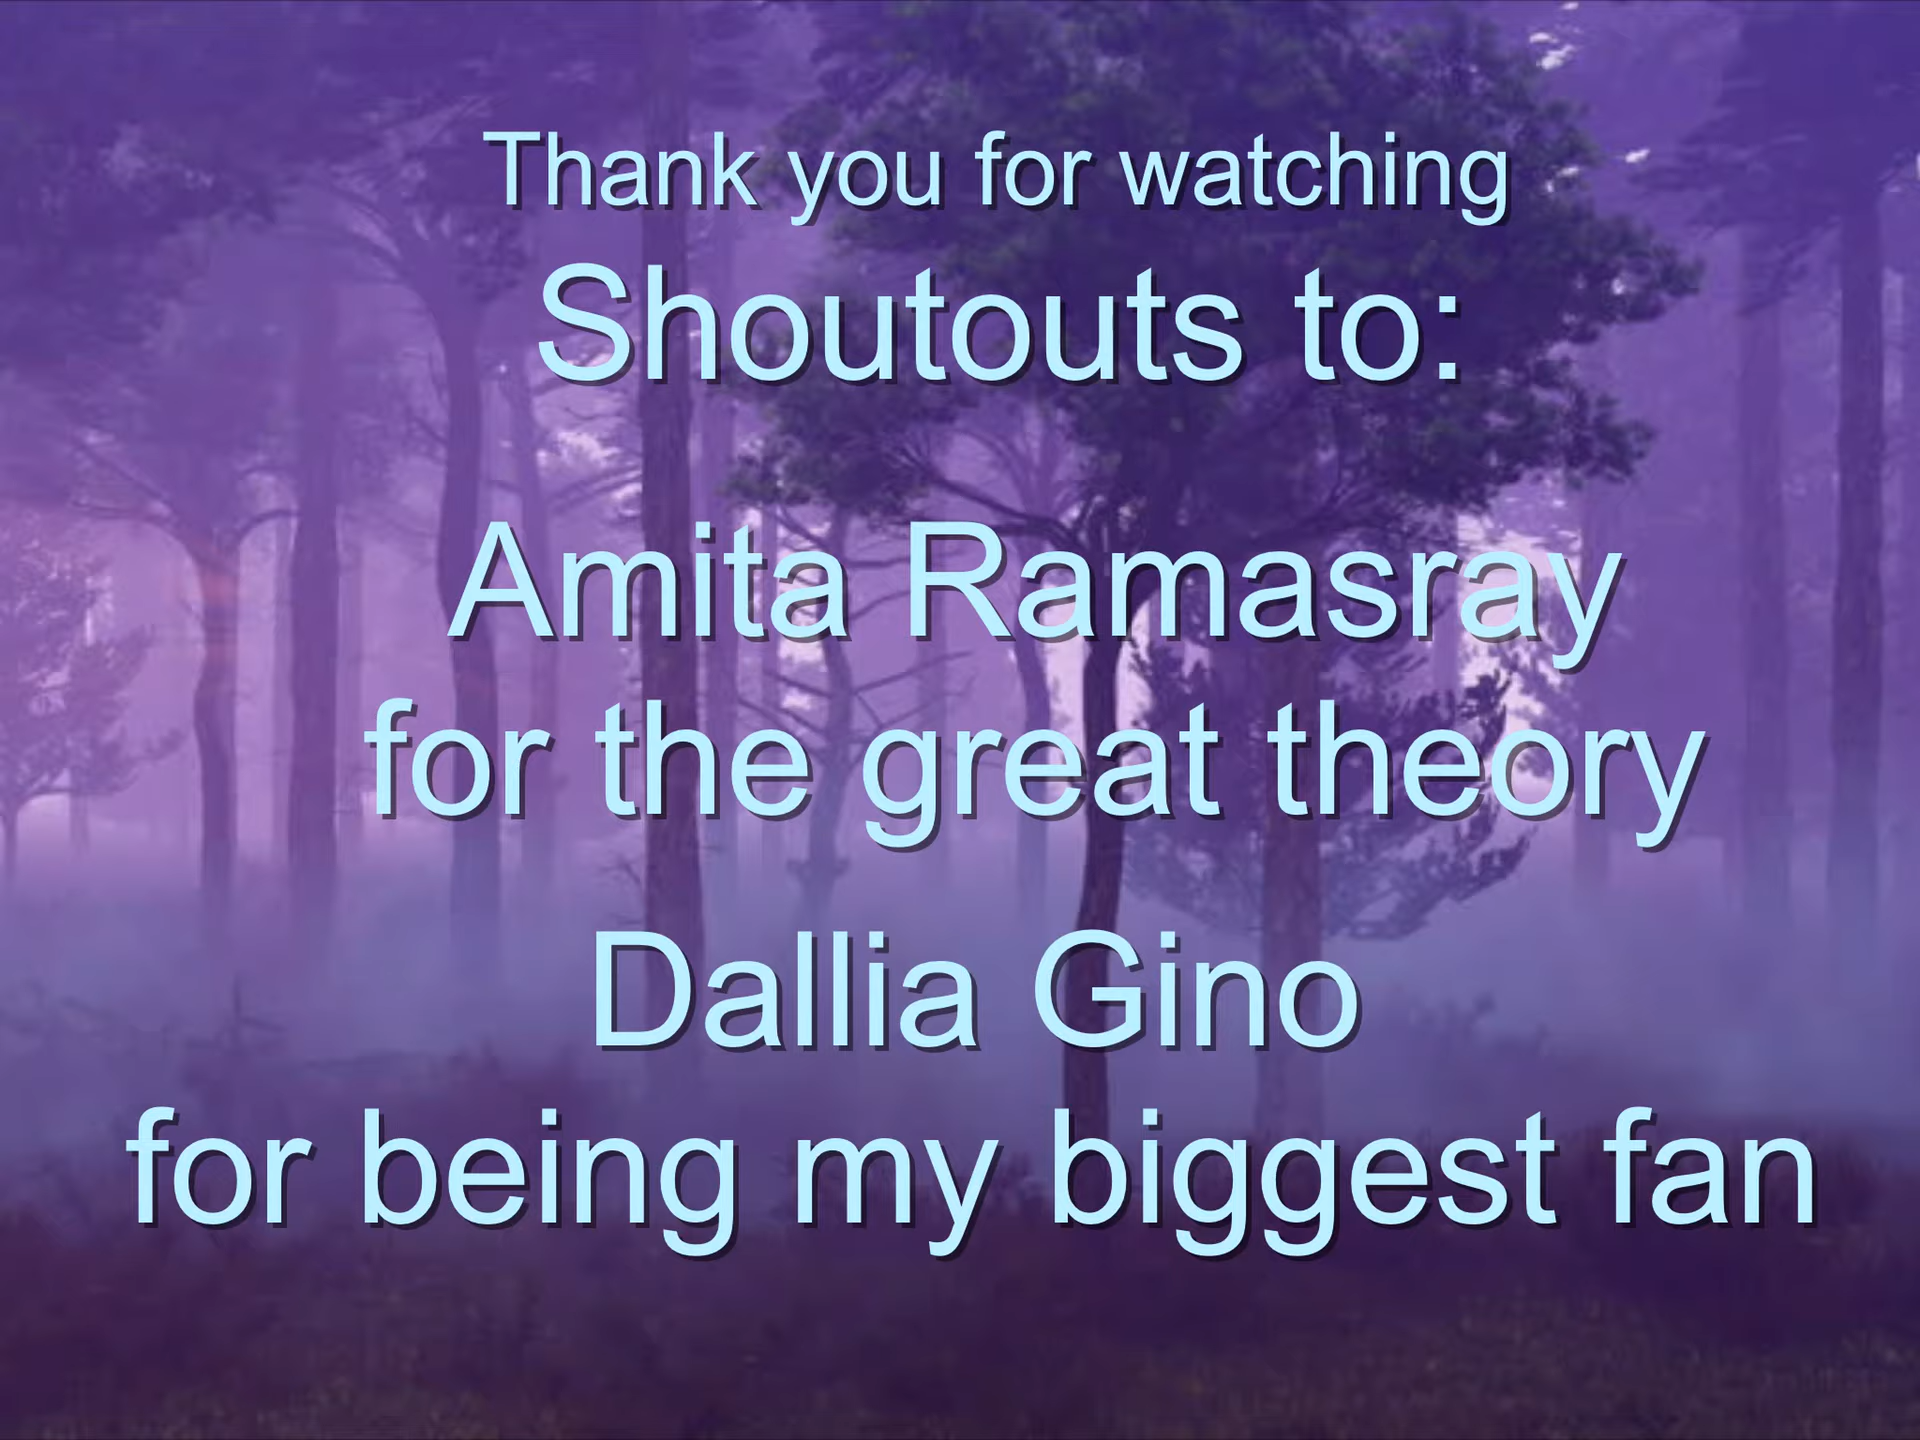 Thank you for watching
Shoutouts to:
Amita Ramasray
for the great theory
Dallia Gino
for being my biggest fan